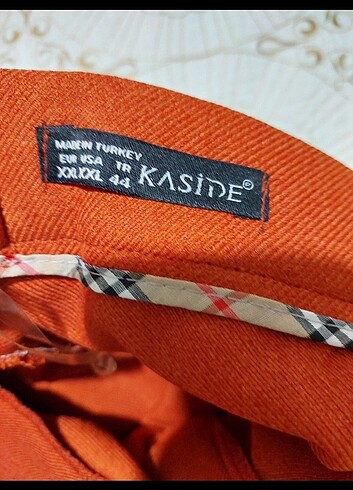 MADE IN TURKEY
EUR USA TR
XXL XXL 44
KASIDE®